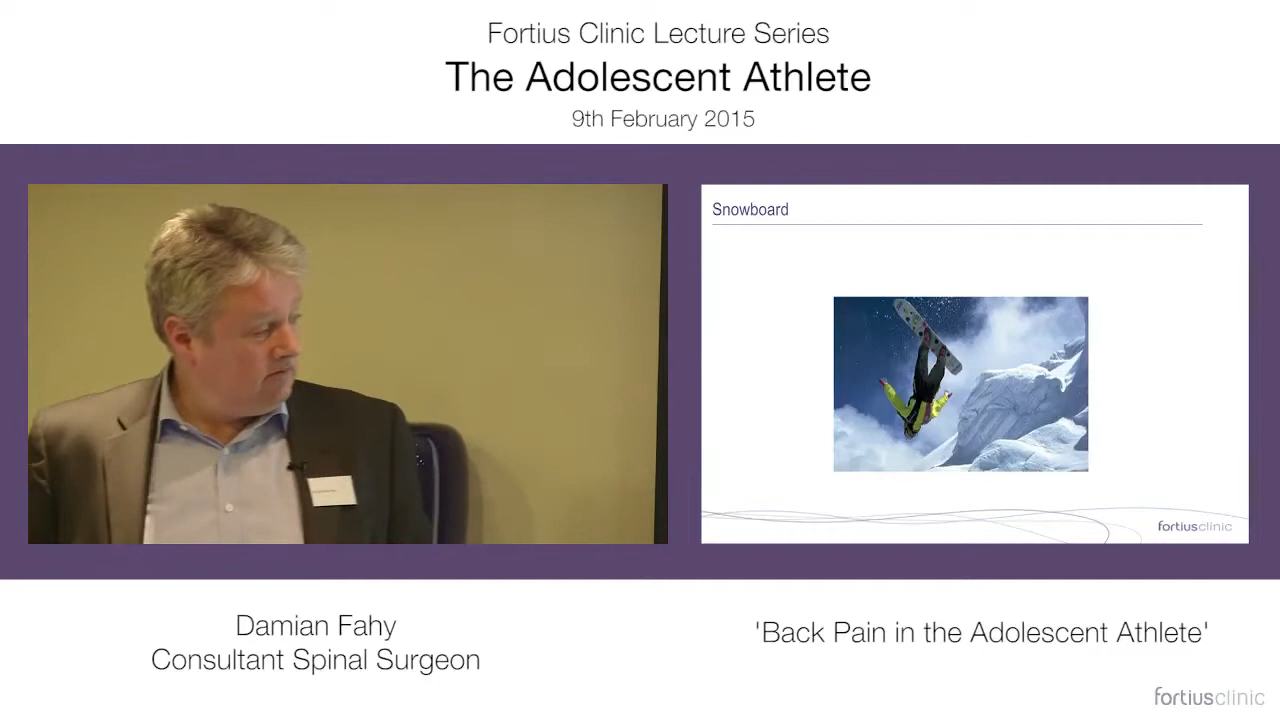 Fortius Clinic Lecture Series
The Adolescent Athlete
9th February 2015
Snowboard
fortiusclinic
Damian Fahy
Consultant Spinal Surgeon
'Back Pain in the Adolescent Athlete'
fortiusclinic